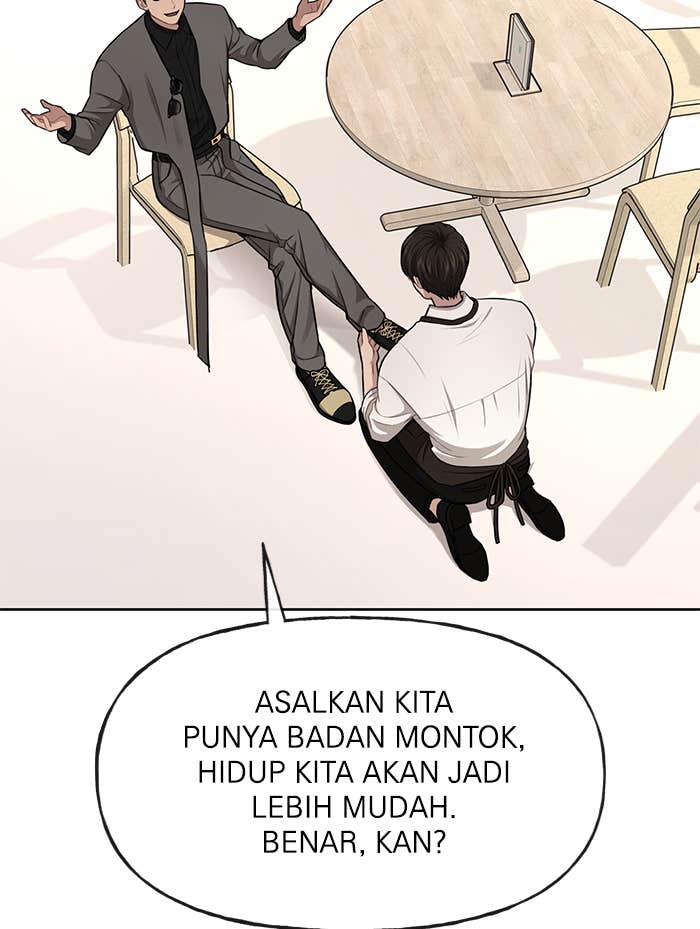 ASALKAN KITA
PUNYA BADAN MONTOK,
HIDUP KITA AKAN JADI
LEBIH MUDAH.
BENAR, KAN?